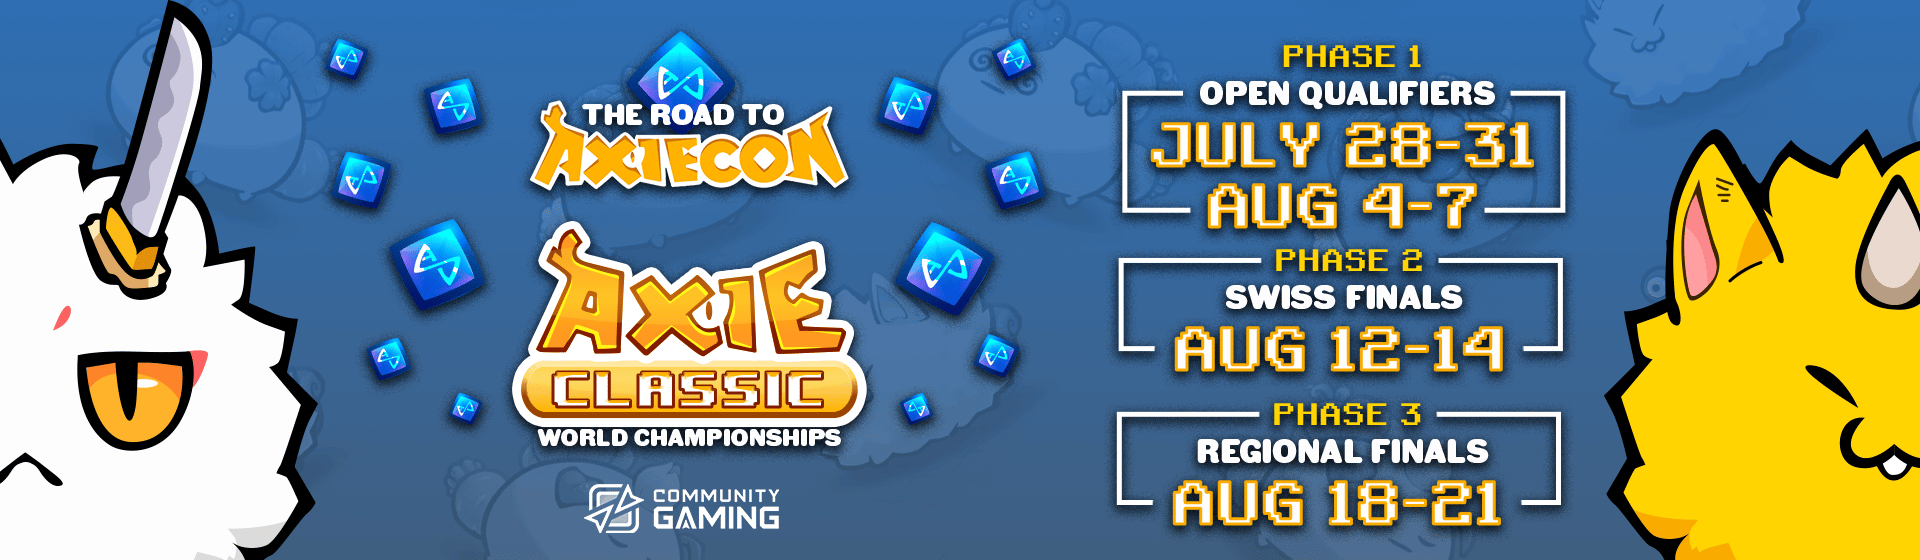 THE ROAD TO
AXIECON
AXIE
CLASSIC
WORLD CHAMPIONSHIPS
COMMUNITY
GAMING
PHASE 1
OPEN QUALIFIERS
JULY 28-31
AUG 4-7
PHASE 2
SWISS FINALS
AUG 12-14
PHASE 3
REGIONAL FINALS
AUG 18-21